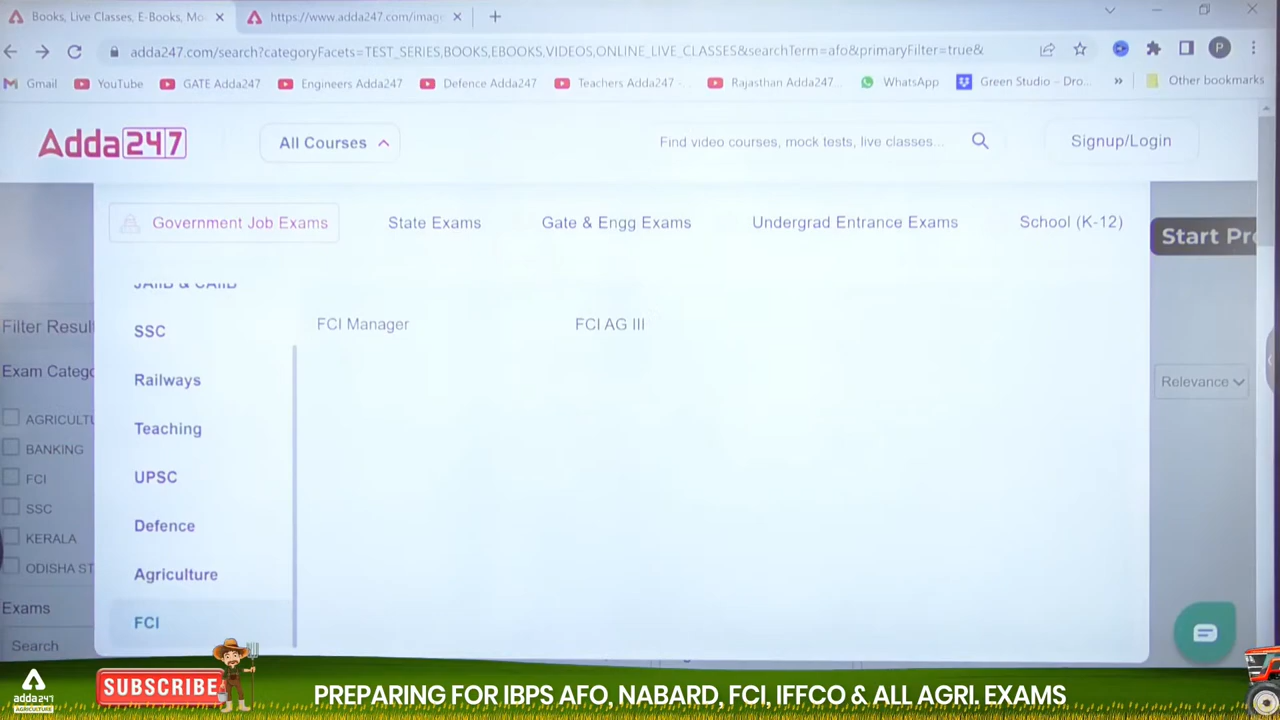 Books, Live Classes, E-Books, Mo
https://www.adda247.com/image
adda247.com/search?categoryFacets=TEST_SERIES,BOOKS,EBOOKS,VIDEOS,ONLINE_LIVE_CLASSES&searchTerm=afo&primaryFilter=true&
P
Gmail YouTube GATE Adda247 Engineers Adda247 Defence Adda247 Teachers Adda247 -... Rajasthan Adda247... WhatsApp Green Studio – Dro... » Other bookmarks
Adda247 All Courses Find video courses, mock tests, live classes... Signup/Login
Government Job Exams State Exams Gate & Engg Exams Undergrad Entrance Exams School (K-12)
Start Pre
JAIIB & CAIIB
Filter Result
SSC FCI Manager FCI AG III
Exam Catego
Railways
Relevance
AGRICULTU
Teaching
BANKING
FCI
UPSC
SSC
Defence
KERALA
ODISHA ST
Agriculture
Exams
FCI
Search
adda247
AGRICULTURE
SUBSCRIBE
PREPARING FOR IBPS AFO, NABARD, FCI, IFFCO & ALL AGRI. EXAMS